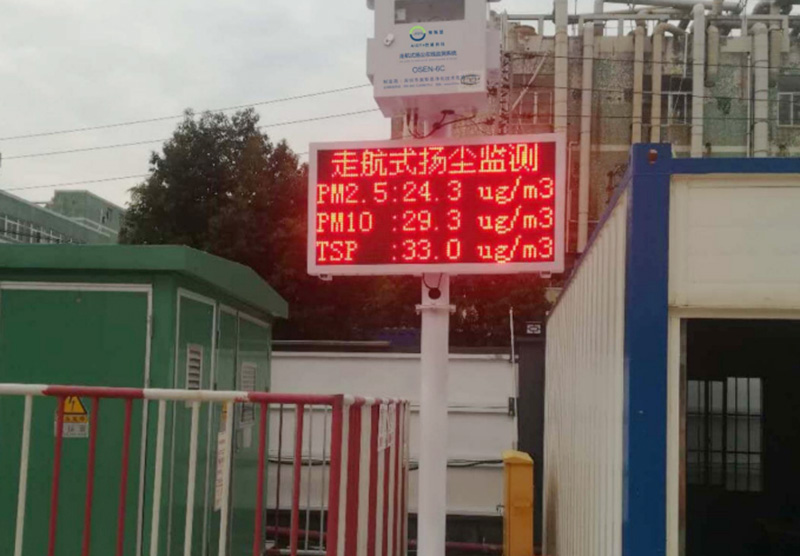 OSEN-6C
走航式扬尘监测
PM2.5:24.3 ug/m3
PM10 :29.3 ug/m3
TSP :33.0 ug/m3